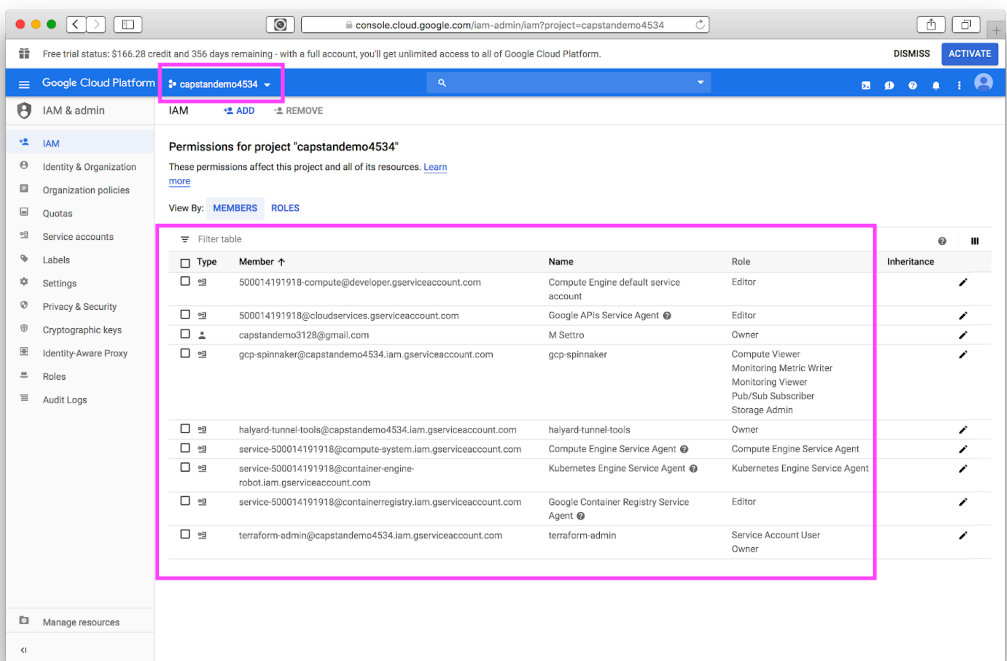 console.cloud.google.com/iam-admin/iam?project=capstandemo4534
Free trial status: $166.28 credit and 356 days remaining - with a full account, you'll get unlimited access to all of Google Cloud Platform.
DISMISS
ACTIVATE
Google Cloud Platform
capstandemo4534
IAM & admin
IAM
ADD
REMOVE
IAM
Identity & Organization
Organization policies
Quotas
Service accounts
Labels
Settings
Privacy & Security
Cryptographic keys
Identity-Aware Proxy
Roles
Audit Logs
Manage resources
Permissions for project "capstandemo4534"
These permissions affect this project and all of its resources. Learn
more
View By: MEMBERS ROLES
Filter table
Type Member Name Role Inheritance
500014191918-compute@developer.gserviceaccount.com Compute Engine default service Editor
account
500014191918@cloudservices.gserviceaccount.com Google APIs Service Agent Editor
capstandemo3128@gmail.com M Settro Owner
gcp-spinnaker@capstandemo4534.iam.gserviceaccount.com gcp-spinnaker Compute Viewer
Monitoring Metric Writer
Monitoring Viewer
Pub/Sub Subscriber
Storage Admin
halyard-tunnel-tools@capstandemo4534.iam.gserviceaccount.com halyard-tunnel-tools Owner
service-500014191918@compute-system.iam.gserviceaccount.com Compute Engine Service Agent Compute Engine Service Agent
service-500014191918@container-engine- Kubernetes Engine Service Agent Kubernetes Engine Service Agent
robot.iam.gserviceaccount.com
service-500014191918@containerregistry.iam.gserviceaccount.com Google Container Registry Service Editor
Agent
terraform-admin@capstandemo4534.iam.gserviceaccount.com terraform-admin Service Account User
Owner